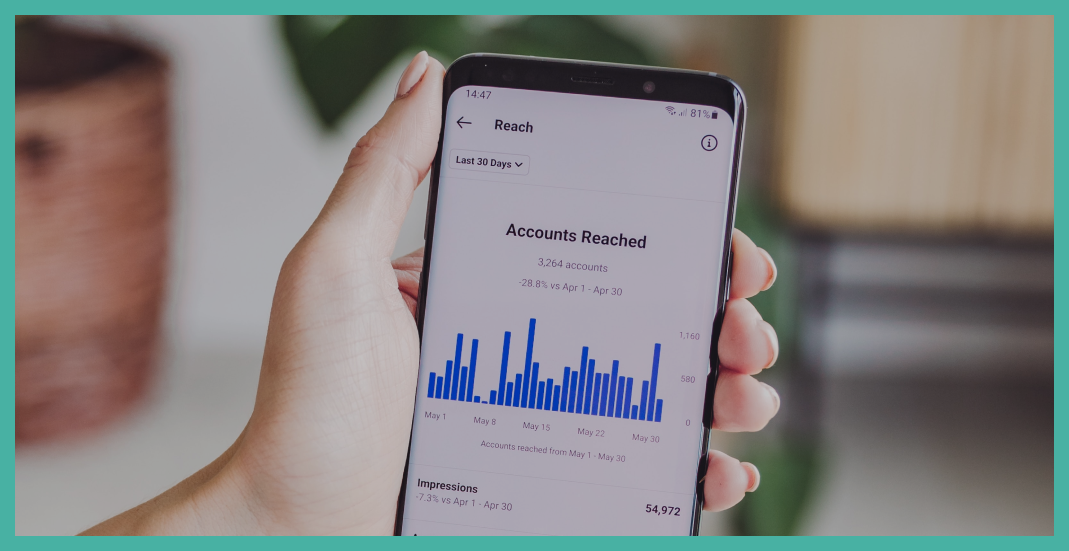 14:47
81%
Reach
Last 30 Days
Accounts Reached
3,264 accounts
-28.8% vs Apr 1 - Apr 30
1,160
580
0
May 1 May 8 May 15 May 22 May 30
Accounts reached from May 1 - May 30
Impressions
54,972
-7.3% vs Apr 1 - Apr 30